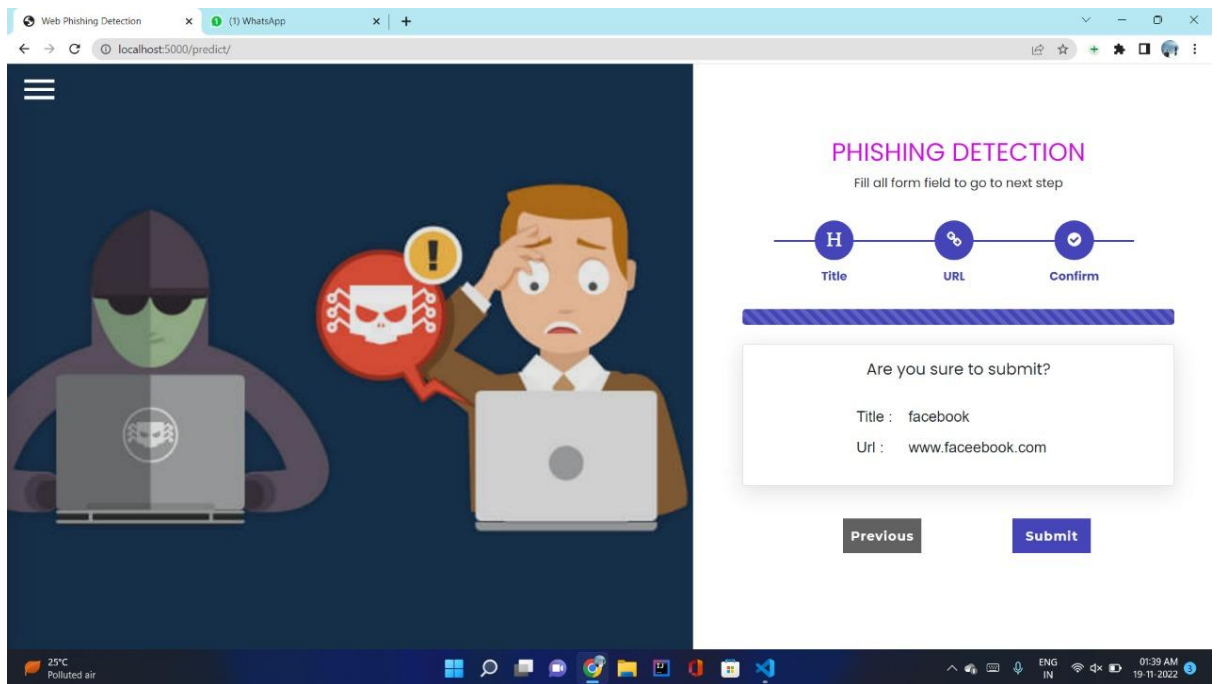 Web Phishing Detection
(1) WhatsApp
localhost:5000/predict/
PHISHING DETECTION
Fill all form field to go to next step
H
Title
URL
Confirm
Are you sure to submit?
Title : facebook
Url : www.faceebook.com
Previous
Submit
25°C
Polluted air
ENG
IN
01:39 AM
19-11-2022
3